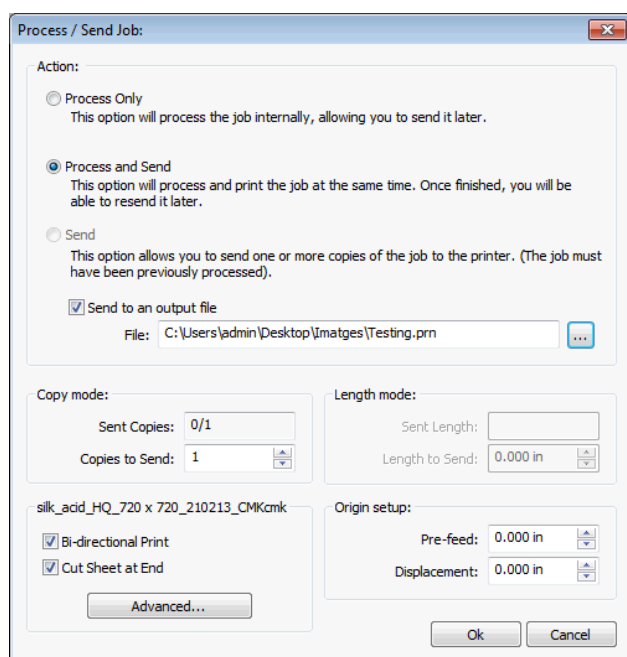 Process / Send Job:
Action:
Process Only
This option will process the job internally, allowing you to send it later.
Process and Send
This option will process and print the job at the same time. Once finished, you will be
able to resend it later.
Send
This option allows you to send one or more copies of the job to the printer. (The job must
have been previously processed).
Send to an output file
File: C:\Users\admin\Desktop\Imatges\Testing.prn ...
Copy mode:
Sent Copies: 0/1
Copies to Send: 1
Length mode:
Sent Length:
Length to Send: 0.000 in
silk_acid_HQ_720 x 720_210213_CMKcmk
Bi-directional Print
Cut Sheet at End
Advanced...
Origin setup:
Pre-feed: 0.000 in
Displacement: 0.000 in
Ok Cancel